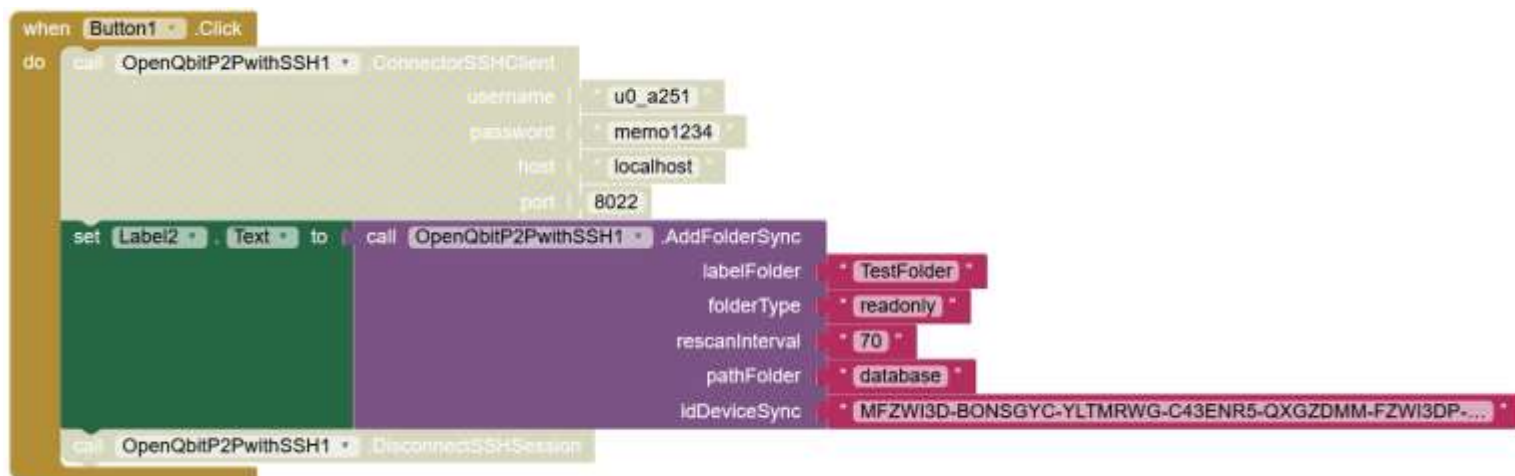 when Button1 .Click
do call OpenQbitP2PwithSSH1 .ConnectorSSHClient
username " u0_a251 "
password " memo1234 "
host " localhost "
port 8022
set Label2 . Text to call OpenQbitP2PwithSSH1 .AddFolderSync
labelFolder " TestFolder "
folderType " readonly "
rescanInterval " 70 "
pathFolder " database "
idDeviceSync " MFZWI3D-BONSGYC-YLTMRWG-C43ENR5-QXGZDMM-FZWI3DP-... "
call OpenQbitP2PwithSSH1 .DisconnectSSHSession